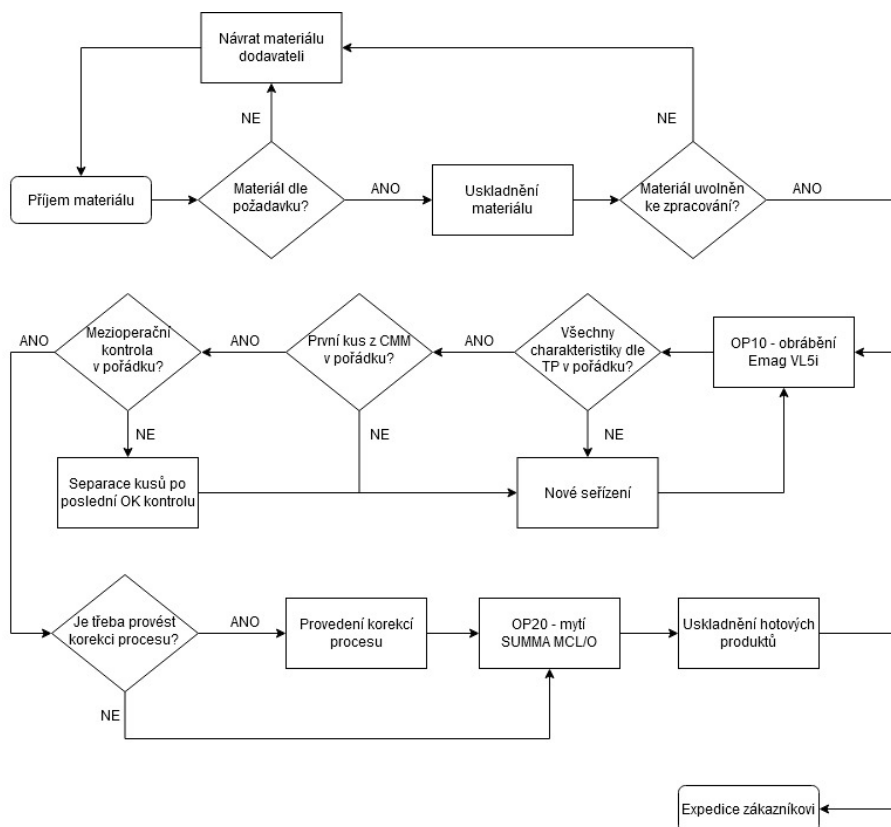 Návrat materiálu
dodavateli
NE
NE
Příjem materiálu
Materiál dle
požadavku?
ANO
Uskladnění
materiálu
Materiál uvolněn
ke zpracování?
ANO
ANO
Mezioperační
kontrola
v pořádku?
ANO
První kus z CMM
v pořádku?
ANO
Všechny
charakteristiky dle
TP v pořádku?
OP10 - obrábění
Emag VL5i
NE
NE
NE
Separace kusů po
poslední OK kontrolu
Nové seřízení
Je třeba provést
korekci procesu?
ANO
Provedení korekcí
procesu
OP20 - mytí
SUMMA MCL/O
Uskladnění hotových
produktů
NE
Expedice zákazníkovi